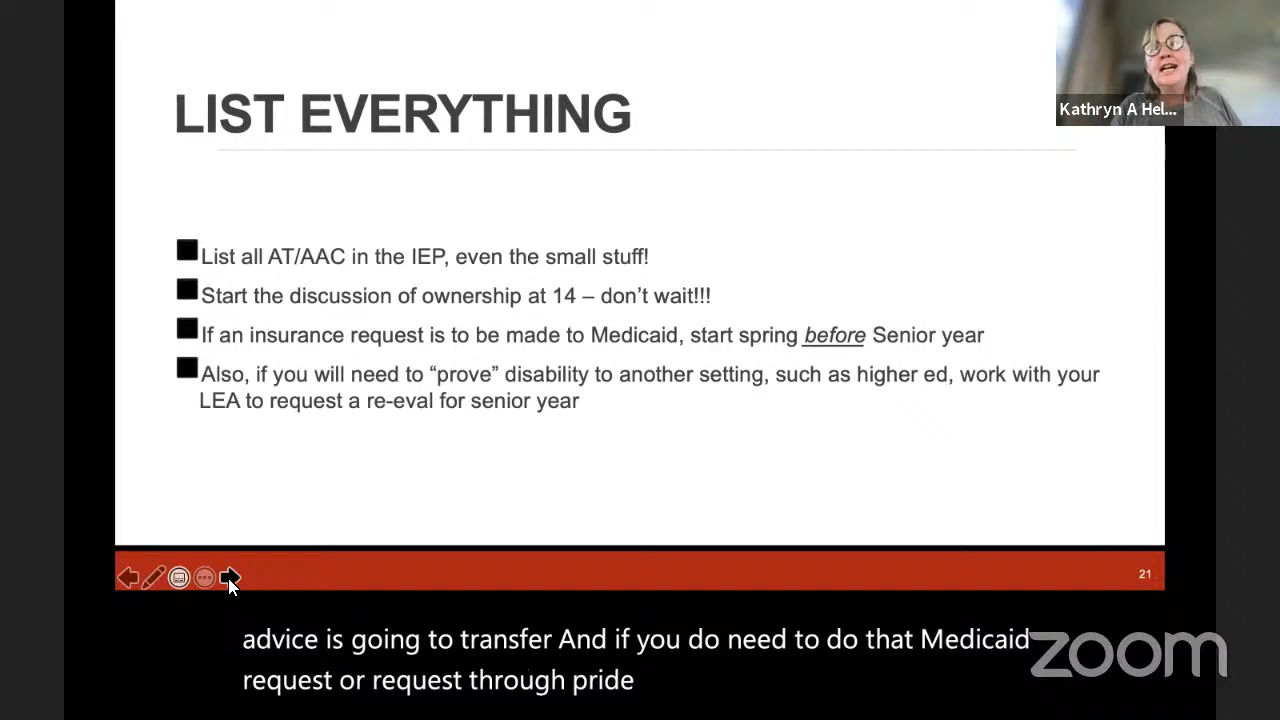 LIST EVERYTHING
Kathryn A Hel...
List all AT/AAC in the IEP, even the small stuff!
Start the discussion of ownership at 14 – don’t wait!!!
If an insurance request is to be made to Medicaid, start spring before Senior year
Also, if you will need to “prove” disability to another setting, such as higher ed, work with your
LEA to request a re-eval for senior year
21
advice is going to transfer And if you do need to do that Medicaid
request or request through pride
zoom